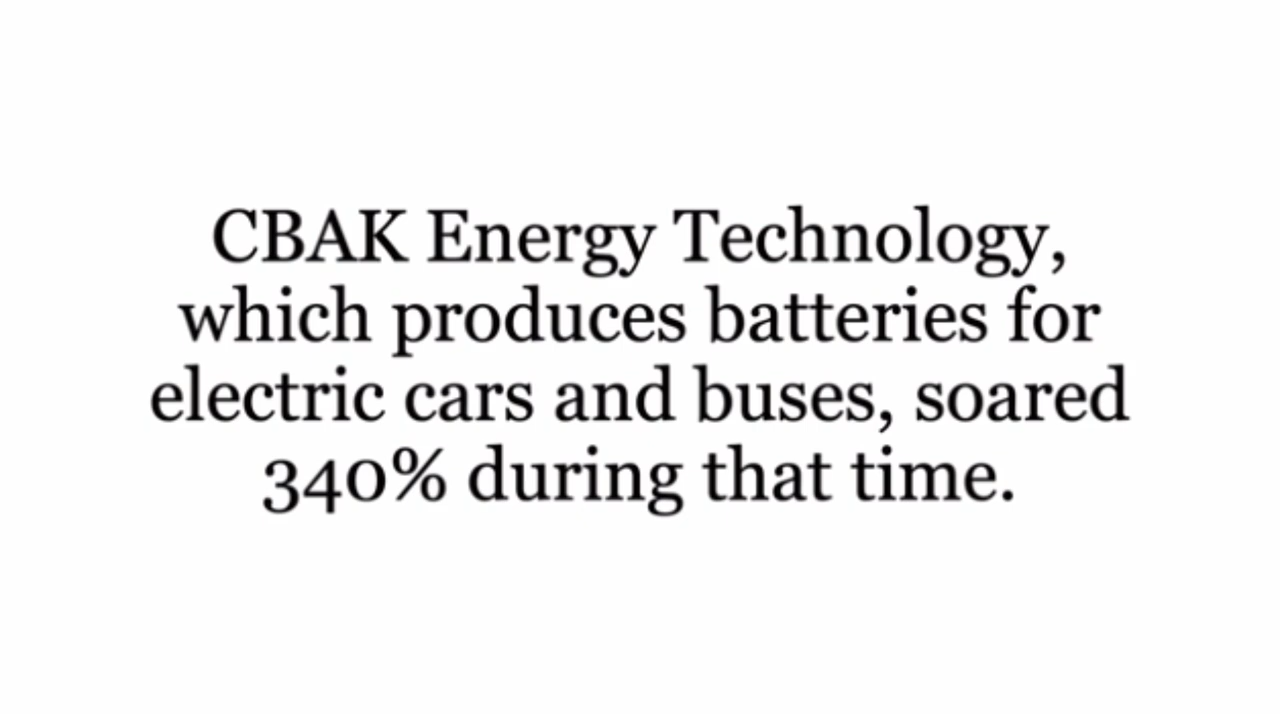 CBAK Energy Technology,
which produces batteries for
electric cars and buses, soared
340% during that time.